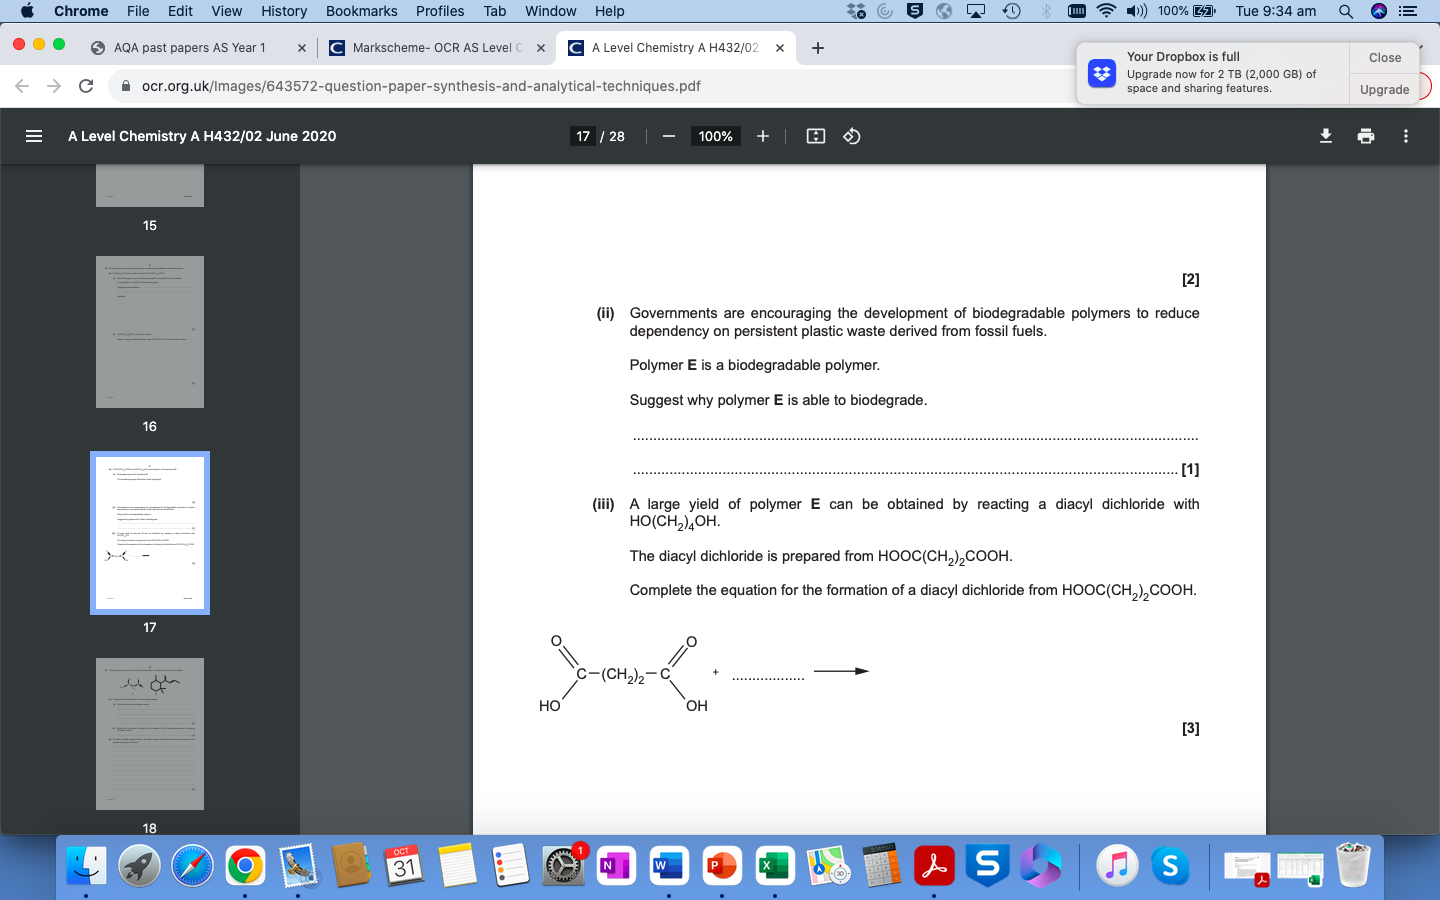 Chrome File Edit View History Bookmarks Profiles Tab Window Help 100% Tue 9:34 am
AQA past papers AS Year 1
Markscheme- OCR AS Level C
A Level Chemistry A H432/02
ocr.org.uk/Images/643572-question-paper-synthesis-and-analytical-techniques.pdf
Your Dropbox is full
Upgrade now for 2 TB (2,000 GB) of
space and sharing features.
Close
Upgrade
A Level Chemistry A H432/02 June 2020
17 / 28
100%
15
16
17
18
[2]
(ii) Governments are encouraging the development of biodegradable polymers to reduce
dependency on persistent plastic waste derived from fossil fuels.
Polymer E is a biodegradable polymer.
Suggest why polymer E is able to biodegrade.
[1]
(iii) A large yield of polymer E can be obtained by reacting a diacyl dichloride with
HO(CH₂)₄OH.
The diacyl dichloride is prepared from HOOC(CH₂)₂COOH.
Complete the equation for the formation of a diacyl dichloride from HOOC(CH₂)₂COOH.
O O
C–(CH₂)₂–C + ..................
HO OH
[3]
OCT
31
1